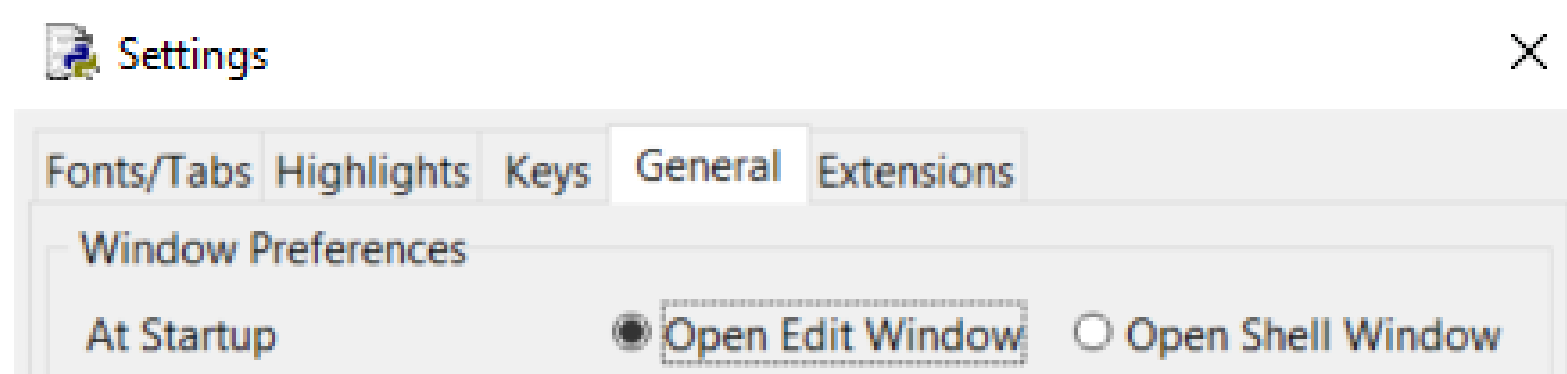 Settings
Fonts/Tabs Highlights Keys General Extensions
Window Preferences
At Startup Open Edit Window Open Shell Window